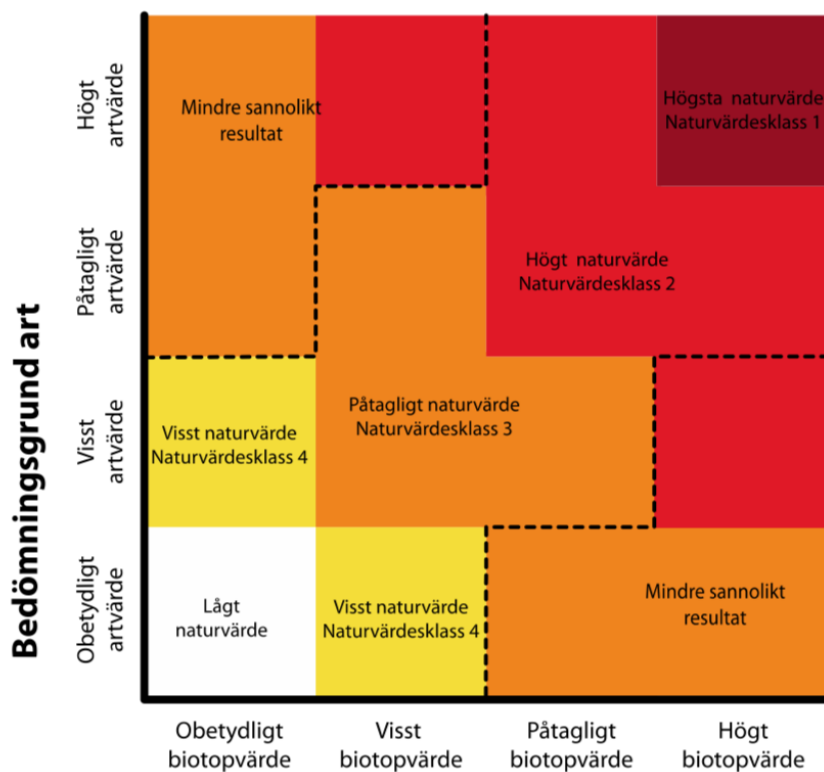 Bedömningsgrund art
Högt
artvärde
Påtagligt
artvärde
Visst
artvärde
Obetydligt
artvärde
Mindre sannolikt
resultat
Högsta naturvärde
Naturvärdesklass 1
Högt naturvärde
Naturvärdesklass 2
Påtagligt naturvärde
Naturvärdesklass 3
Visst naturvärde
Naturvärdesklass 4
Lågt
naturvärde
Visst naturvärde
Naturvärdesklass 4
Mindre sannolikt
resultat
Obetydligt
biotopvärde
Visst
biotopvärde
Påtagligt
biotopvärde
Högt
biotopvärde